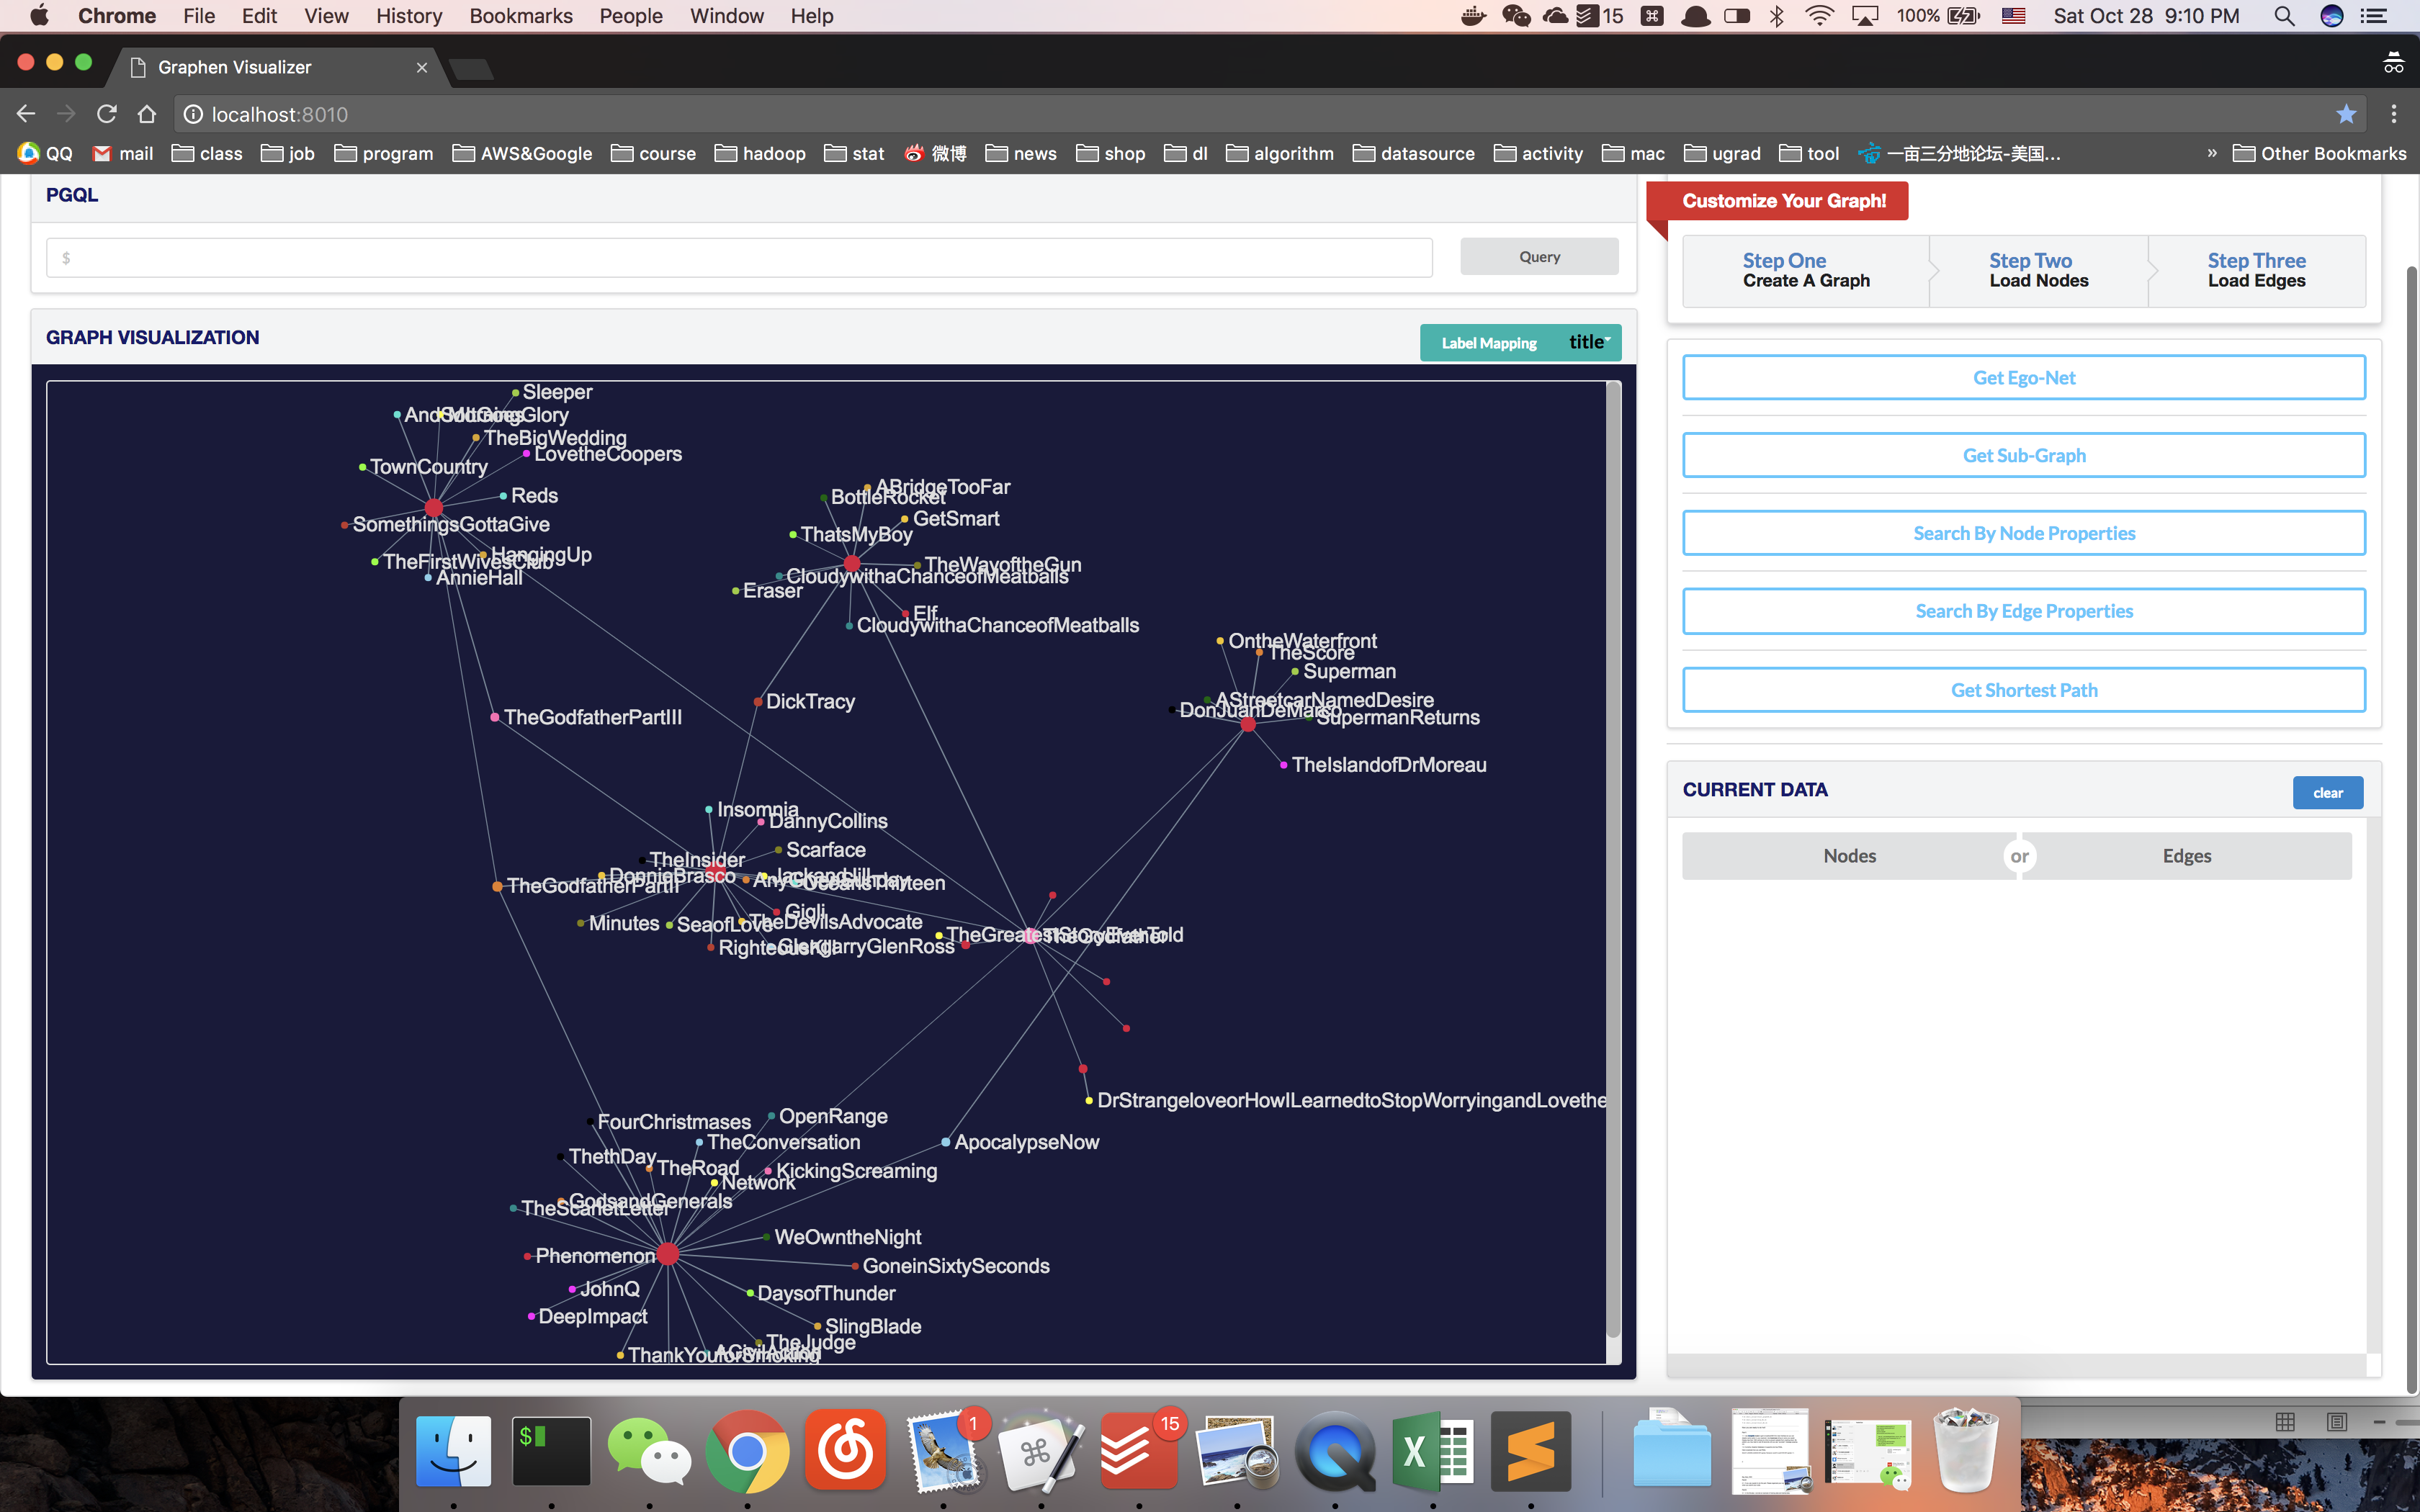 Chrome File Edit View History Bookmarks People Window Help 15 100% Sat Oct 28 9:10 PM
Graphen Visualizer
localhost:8010
QQ mail class job program AWS&Google course hadoop stat 微博 news shop dl algorithm datasource activity mac ugrad tool 一亩三分地论坛-美国... » Other Bookmarks
PGQL
$
Query
Customize Your Graph!
Step One
Create A Graph
Step Two
Load Nodes
Step Three
Load Edges
GRAPH VISUALIZATION
Label Mapping title
Get Ego-Net
Get Sub-Graph
Search By Node Properties
Search By Edge Properties
Get Shortest Path
CURRENT DATA
clear
Nodes or Edges
Sleeper
TheBigWedding
LovetheCoopers
TownCountry
Reds
SomethingsGottaGive
HangingUp
TheFirstWivesClub
AnnieHall
ABridgeTooFar
BottleRocket
GetSmart
ThatsMyBoy
TheWayoftheGun
CloudywithaChanceofMeatballs
Eraser
Elf
CloudywithaChanceofMeatballs
OntheWaterfront
TheScore
Superman
AStreetcarNamedDesire
DonJuanDeMarco
SupermanReturns
TheIslandofDrMoreau
DickTracy
TheGodfatherPartIII
Insomnia
DannyCollins
Scarface
TheInsider
DonnieBrasco
JackandJill
TheGodfatherPartII
Gigli
Minutes
SeaofLove
TheDevilsAdvocate
GlengarryGlenRoss
TheGreatestStoryEverTold
TheGodfather
DrStrangeloveorHowILearnedtoStopWorryingandLovethe
FourChristmases
OpenRange
TheConversation
ApocalypseNow
ThethDay
TheRoad
KickingScreaming
Network
GodsandGenerals
TheScarletLetter
WeOwntheNight
Phenomenon
GoneinSixtySeconds
JohnQ
DaysofThunder
DeepImpact
SlingBlade
TheJudge
ThankYouforSmoking
ACivilAction
$
1
15